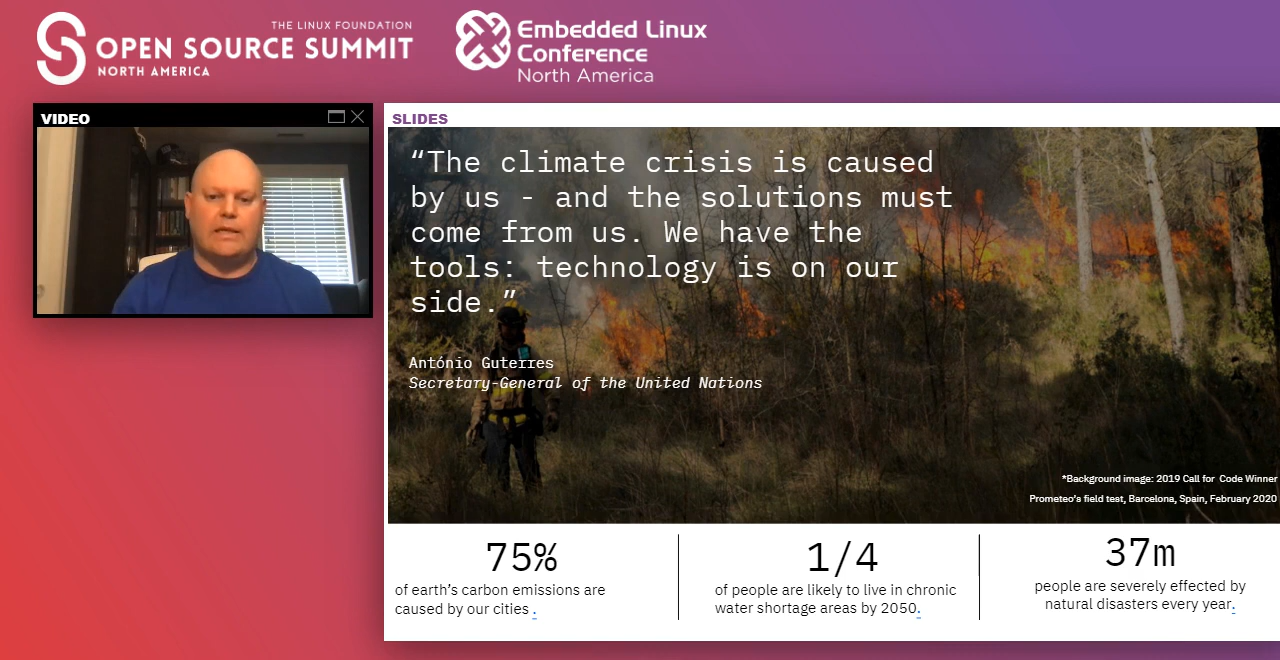 THE LINUX FOUNDATION
OPEN SOURCE SUMMIT
NORTH AMERICA
Embedded Linux
Conference
North America
VIDEO
SLIDES
“The climate crisis is caused
by us - and the solutions must
come from us. We have the
tools: technology is on our
side.”
António Guterres
Secretary-General of the United Nations
*Background image: 2019 Call for Code Winner
Prometeo’s field test, Barcelona, Spain, February 2020
75%
of earth’s carbon emissions are
caused by our cities .
1/4
of people are likely to live in chronic
water shortage areas by 2050.
37m
people are severely effected by
natural disasters every year.